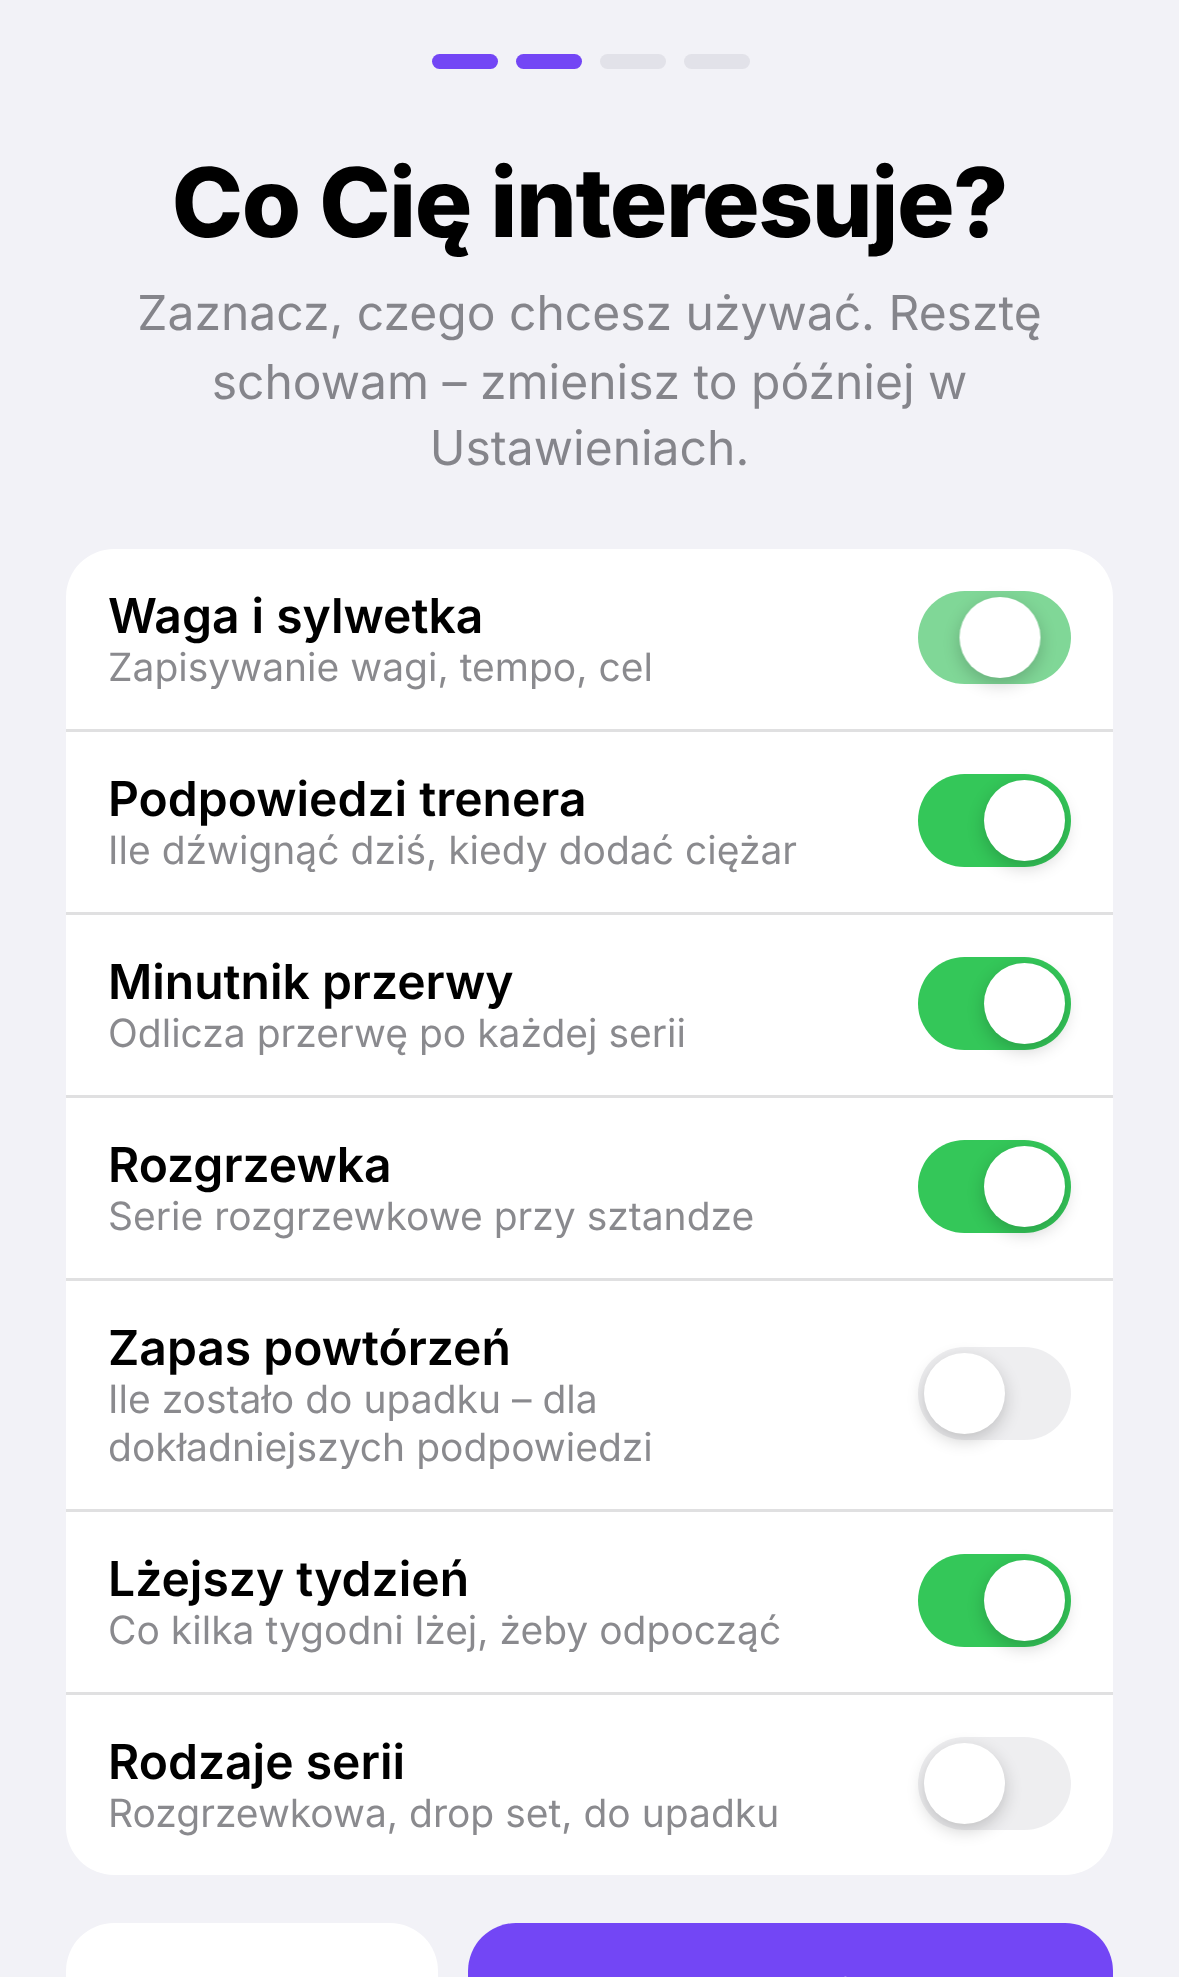 Co Cię interesuje?
Zaznacz, czego chcesz używać. Resztę
schowam – zmienisz to później w
Ustawieniach.
Waga i sylwetka
Zapisywanie wagi, tempo, cel
Podpowiedzi trenera
Ile dźwignąć dziś, kiedy dodać ciężar
Minutnik przerwy
Odlicza przerwę po każdej serii
Rozgrzewka
Serie rozgrzewkowe przy sztandze
Zapas powtórzeń
Ile zostało do upadku – dla
dokładniejszych podpowiedzi
Lżejszy tydzień
Co kilka tygodni lżej, żeby odpocząć
Rodzaje serii
Rozgrzewkowa, drop set, do upadku